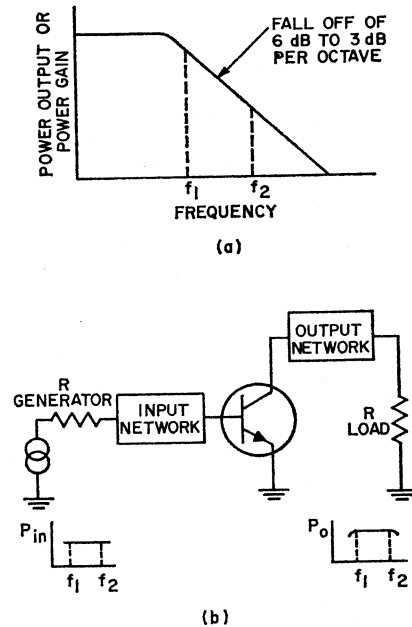 FALL OFF OF
6 dB TO 3 dB
PER OCTAVE
POWER OUTPUT OR
POWER GAIN
f1
f2
FREQUENCY
(a)
OUTPUT
NETWORK
R
GENERATOR
INPUT
NETWORK
R
LOAD
Pin
f1
f2
Po
f1
f2
(b)